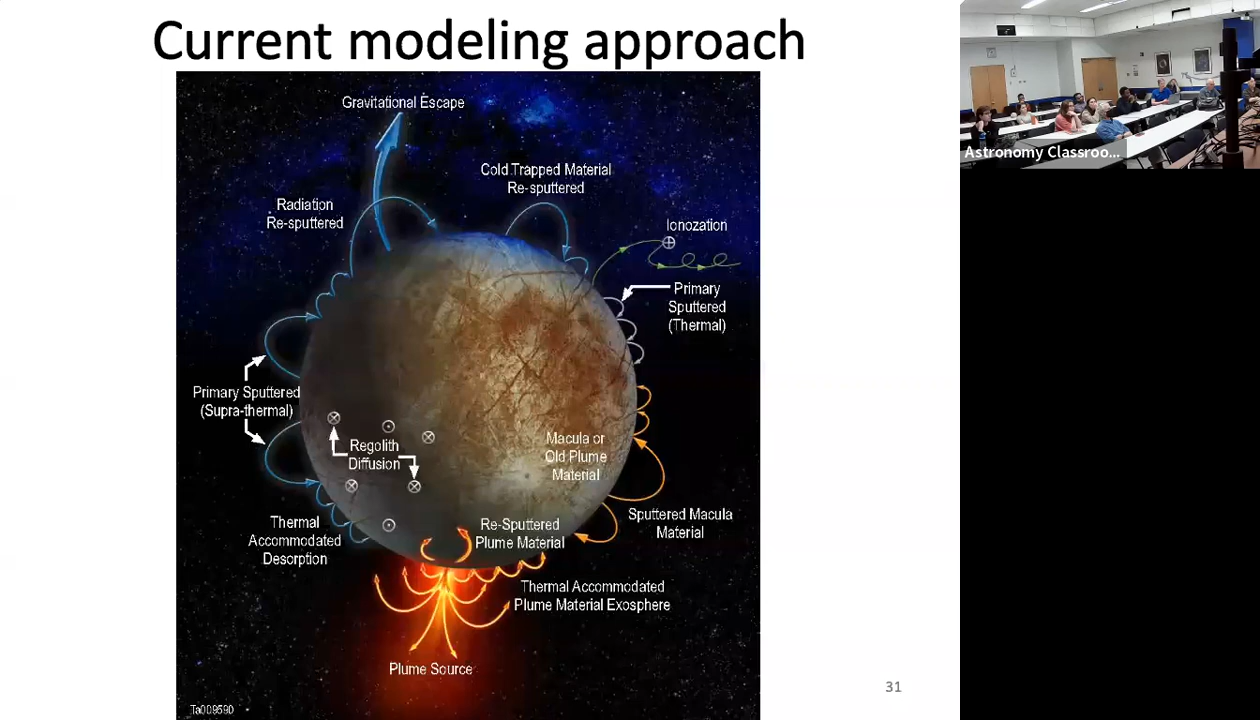 Current modeling approach
Gravitational Escape
Cold Trapped Material
Re-sputtered
Radiation
Re-sputtered
Ionozation
Primary
Sputtered
(Thermal)
Primary Sputtered
(Supra-thermal)
Regolith
Diffusion
Macula or
Old Plume
Material
Thermal
Accommodated
Desorption
Re-Sputtered
Plume Material
Sputtered Macula
Material
Thermal Accommodated
Plume Material Exosphere
Plume Source
Ta009590
31
Astronomy Classroo...